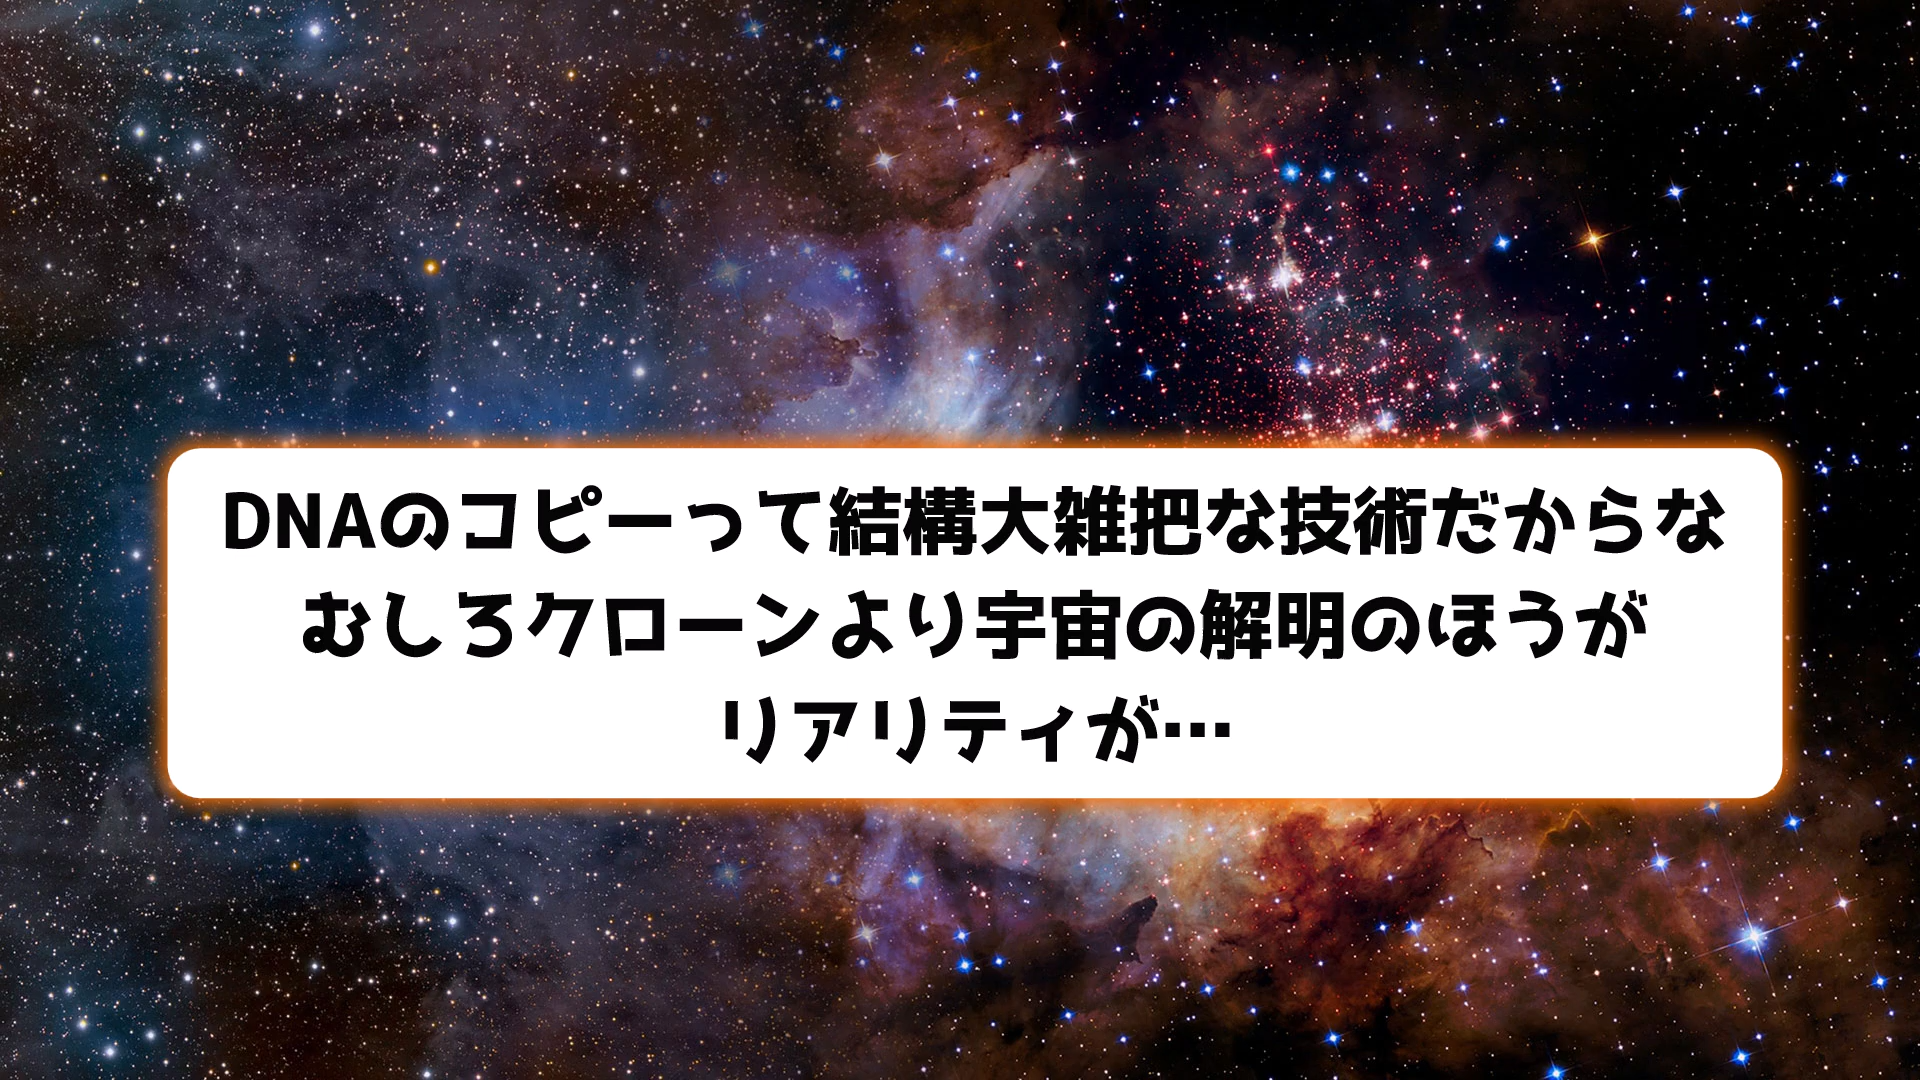 DNAのコピーって結構大雑把な技術だからな
むしろクローンより宇宙の解明のほうが
リアリティが…